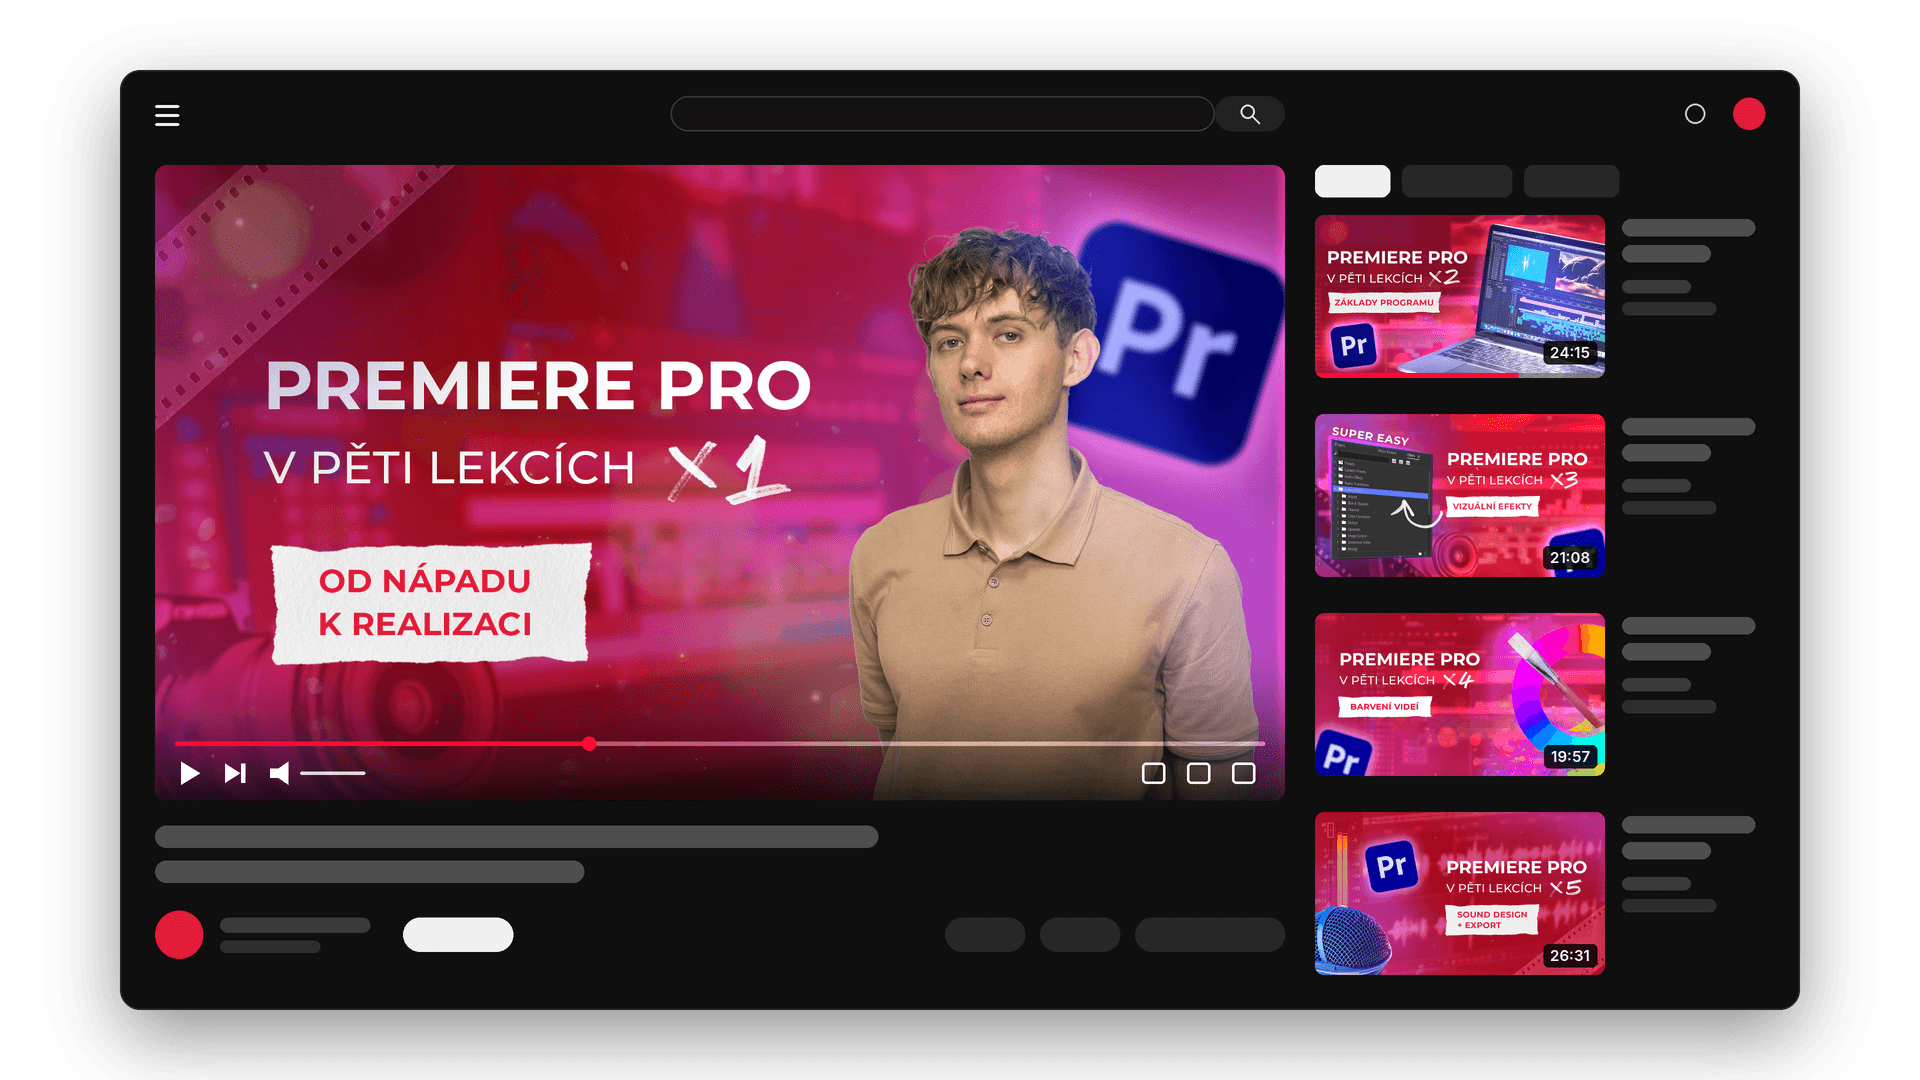 PREMIERE PRO
V PĚTI LEKCÍCH X1
OD NÁPADU
K REALIZACI
Pr
PREMIERE PRO
V PĚTI LEKCÍCH X2
ZÁKLADY PROGRAMU
Pr
24:15
SUPER EASY
PREMIERE PRO
V PĚTI LEKCÍCH X3
VIZUÁLNÍ EFEKTY
21:08
PREMIERE PRO
V PĚTI LEKCÍCH X4
BARVENÍ VIDEÍ
Pr
19:57
Pr
PREMIERE PRO
V PĚTI LEKCÍCH X5
SOUND DESIGN
+ EXPORT
26:31